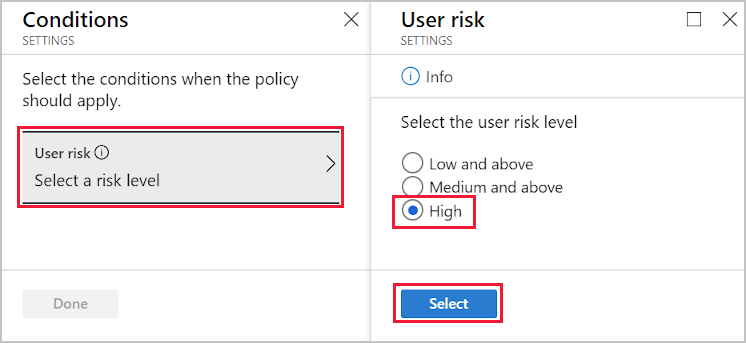 Conditions
SETTINGS
Select the conditions when the policy
should apply.
User risk
Select a risk level
Done
User risk
SETTINGS
Info
Select the user risk level
Low and above
Medium and above
High
Select